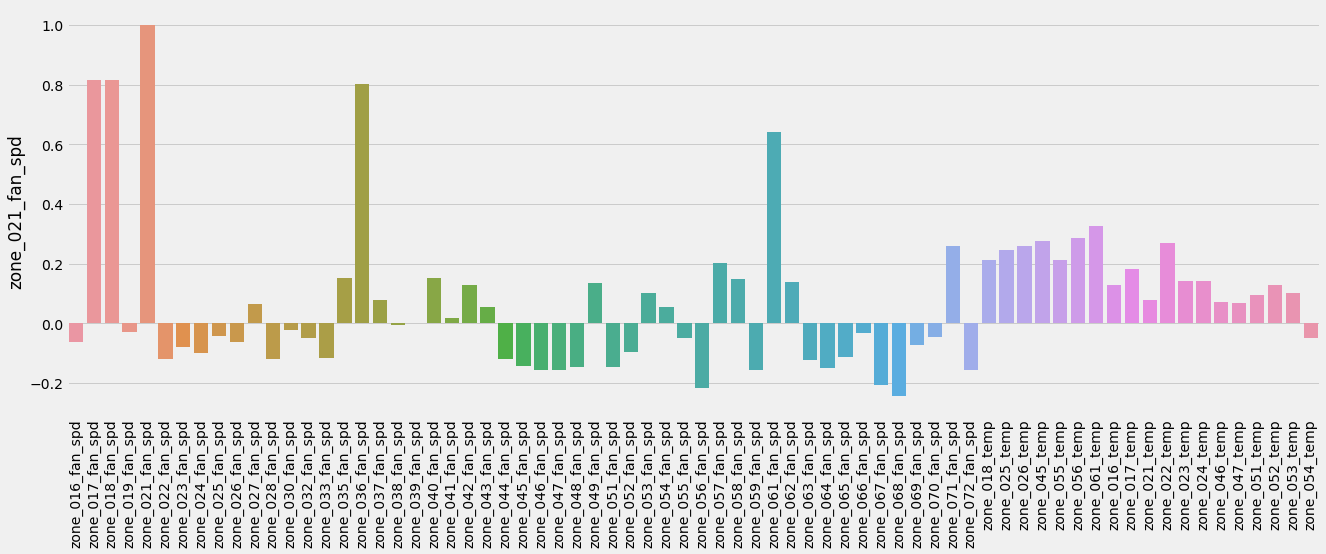 zone_021_fan_spd
1.0
0.8
0.6
0.4
0.2
0.0
−0.2
zone_016_fan_spd
zone_017_fan_spd
zone_018_fan_spd
zone_019_fan_spd
zone_021_fan_spd
zone_022_fan_spd
zone_023_fan_spd
zone_024_fan_spd
zone_025_fan_spd
zone_026_fan_spd
zone_027_fan_spd
zone_028_fan_spd
zone_030_fan_spd
zone_032_fan_spd
zone_033_fan_spd
zone_035_fan_spd
zone_036_fan_spd
zone_037_fan_spd
zone_038_fan_spd
zone_039_fan_spd
zone_040_fan_spd
zone_041_fan_spd
zone_042_fan_spd
zone_043_fan_spd
zone_044_fan_spd
zone_045_fan_spd
zone_046_fan_spd
zone_047_fan_spd
zone_048_fan_spd
zone_049_fan_spd
zone_051_fan_spd
zone_052_fan_spd
zone_053_fan_spd
zone_054_fan_spd
zone_055_fan_spd
zone_056_fan_spd
zone_057_fan_spd
zone_058_fan_spd
zone_059_fan_spd
zone_061_fan_spd
zone_062_fan_spd
zone_063_fan_spd
zone_064_fan_spd
zone_065_fan_spd
zone_066_fan_spd
zone_067_fan_spd
zone_068_fan_spd
zone_069_fan_spd
zone_070_fan_spd
zone_071_fan_spd
zone_072_fan_spd
zone_018_temp
zone_025_temp
zone_026_temp
zone_045_temp
zone_055_temp
zone_056_temp
zone_061_temp
zone_016_temp
zone_017_temp
zone_021_temp
zone_022_temp
zone_023_temp
zone_024_temp
zone_046_temp
zone_047_temp
zone_051_temp
zone_052_temp
zone_053_temp
zone_054_temp